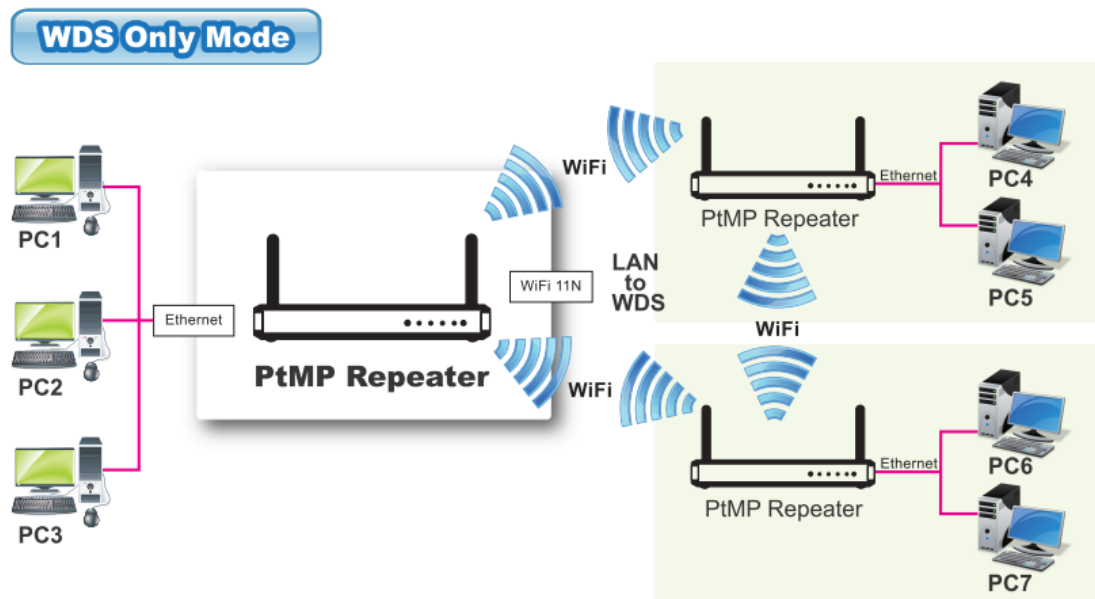 WDS Only Mode
PC1
PC2
PC3
Ethernet
PtMP Repeater
WiFi 11N
WiFi
WiFi
LAN
to
WDS
PtMP Repeater
Ethernet
PC4
PC5
WiFi
PtMP Repeater
Ethernet
PC6
PC7